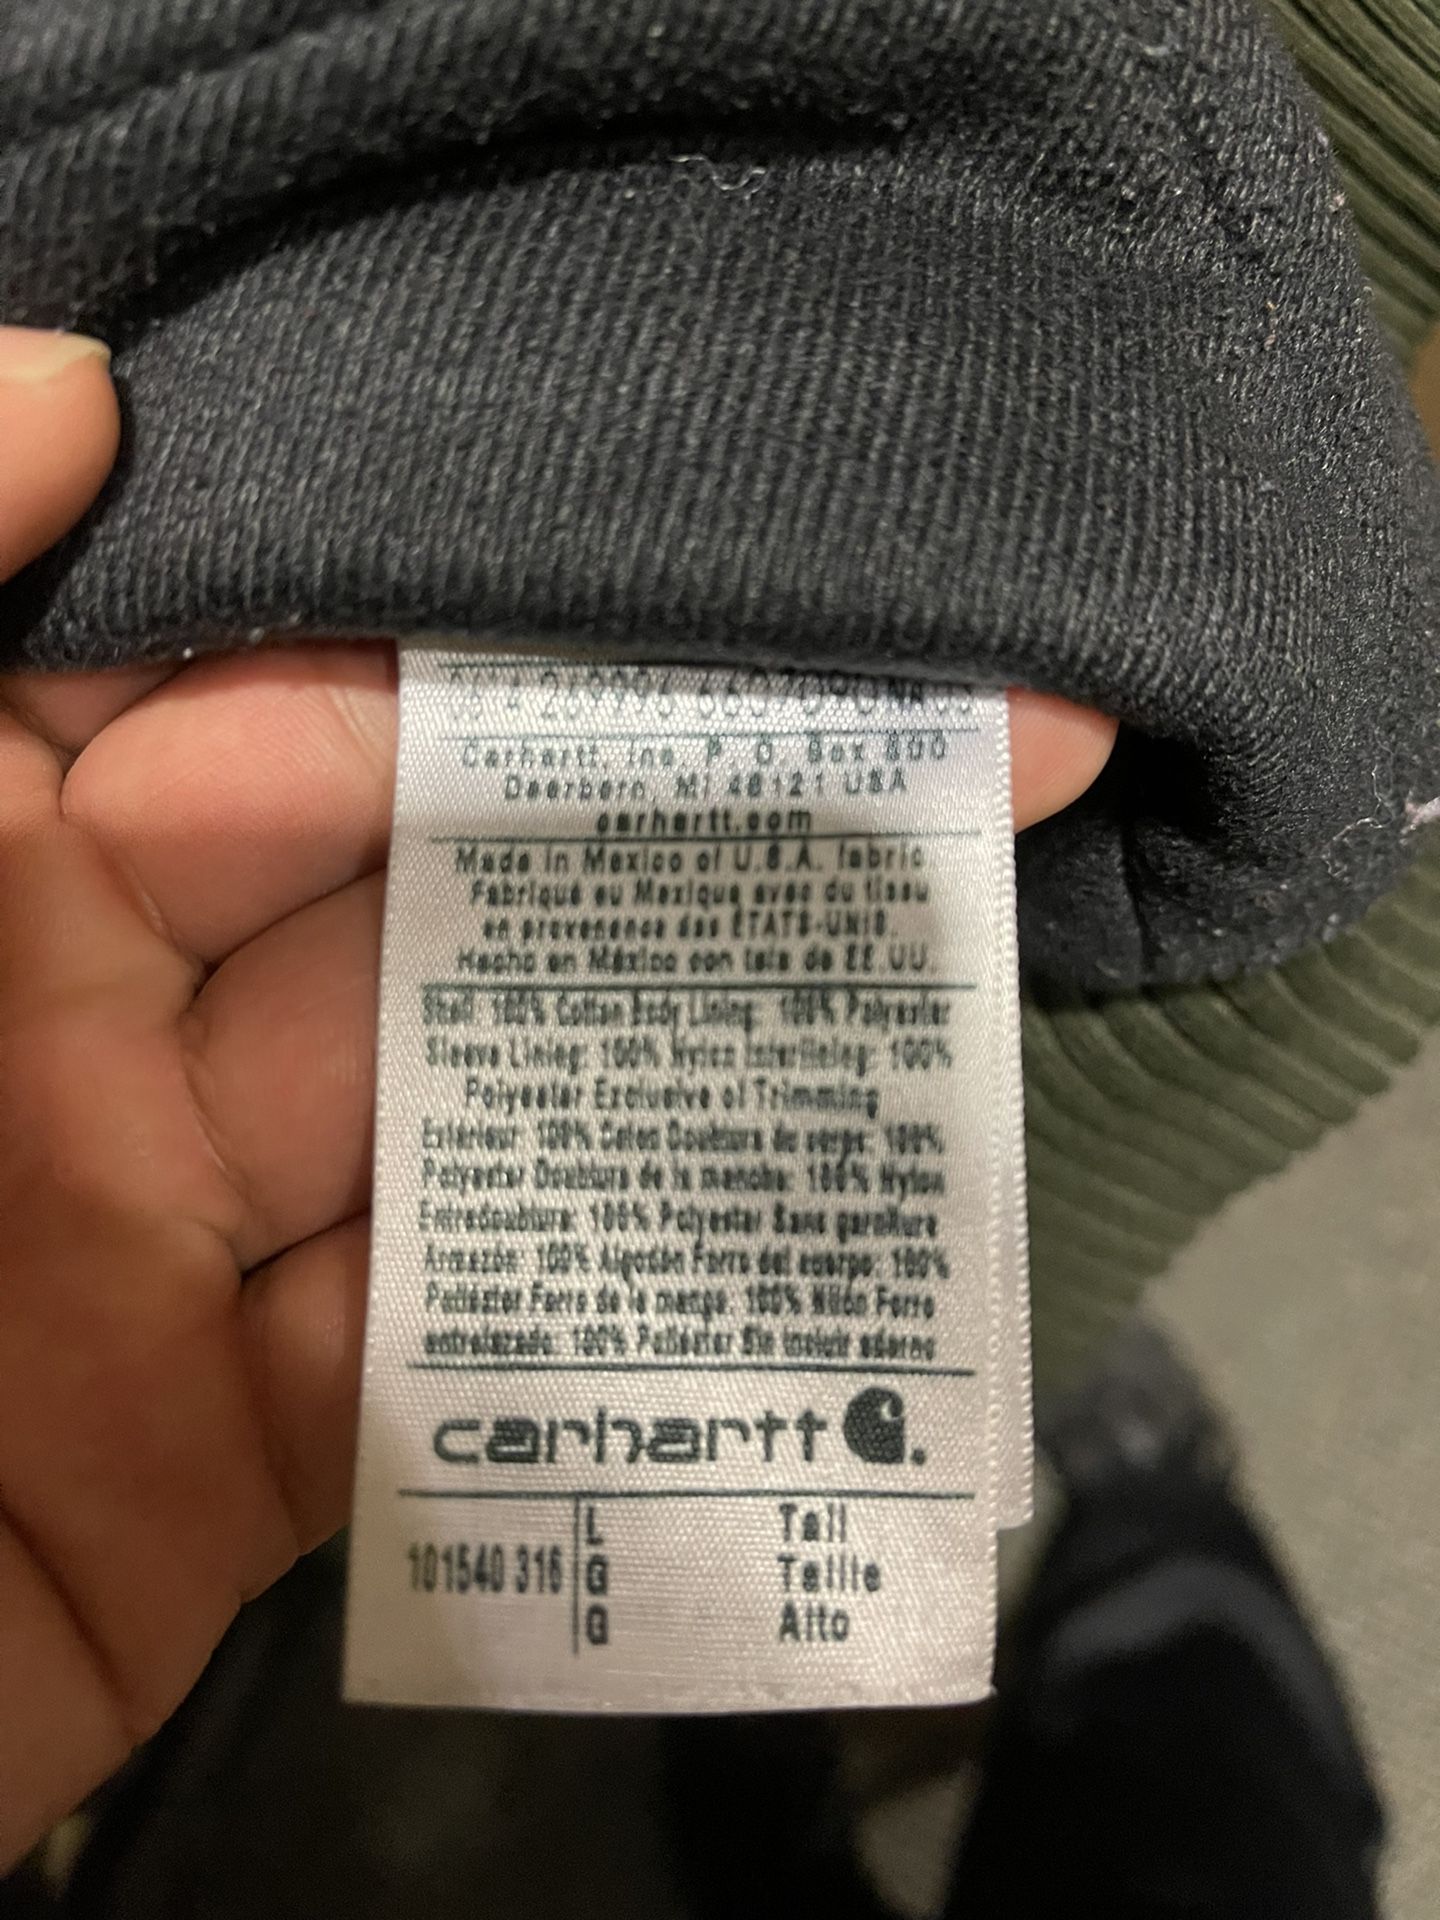 Carhartt, Inc. P. O. Box 800
Dearborn, MI 48121 USA
carhartt.com
Made in Mexico of U.S.A. fabric
Fabriqué au Mexique avec du tissu
en provenance des ÉTATS-UNIS.
Hecho en México con tela de EE.UU.
Shell: 100% Cotton Body Lining: 100% Polyester
Sleeve Lining: 100% Nylon Interlining: 100%
Polyester Exclusive of Trimming
Extérieur: 100% Coton Doublure du corps: 100%
Polyester Doublure de la manche: 100% Nylon
Entredoublure: 100% Polyester Sans garniture
Armazón: 100% Algodón Forro del cuerpo: 100%
Poliéster Forro de la manga: 100% Nilón Forro
entrelazado: 100% Poliéster Sin incluir adorno
carhartt
101540 316
L Tall
G Taille
G Alto